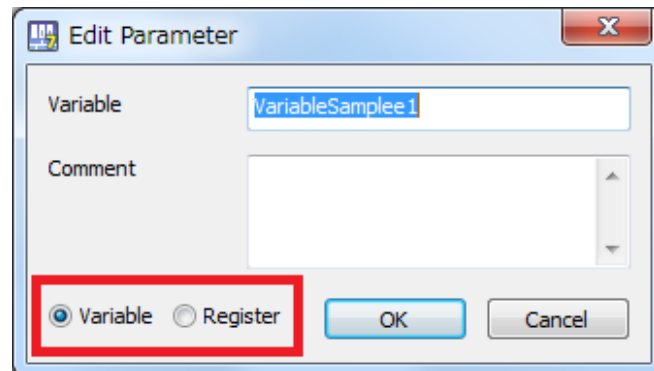 Edit Parameter
Variable
VariableSamplee1
Comment
Variable Register OK Cancel